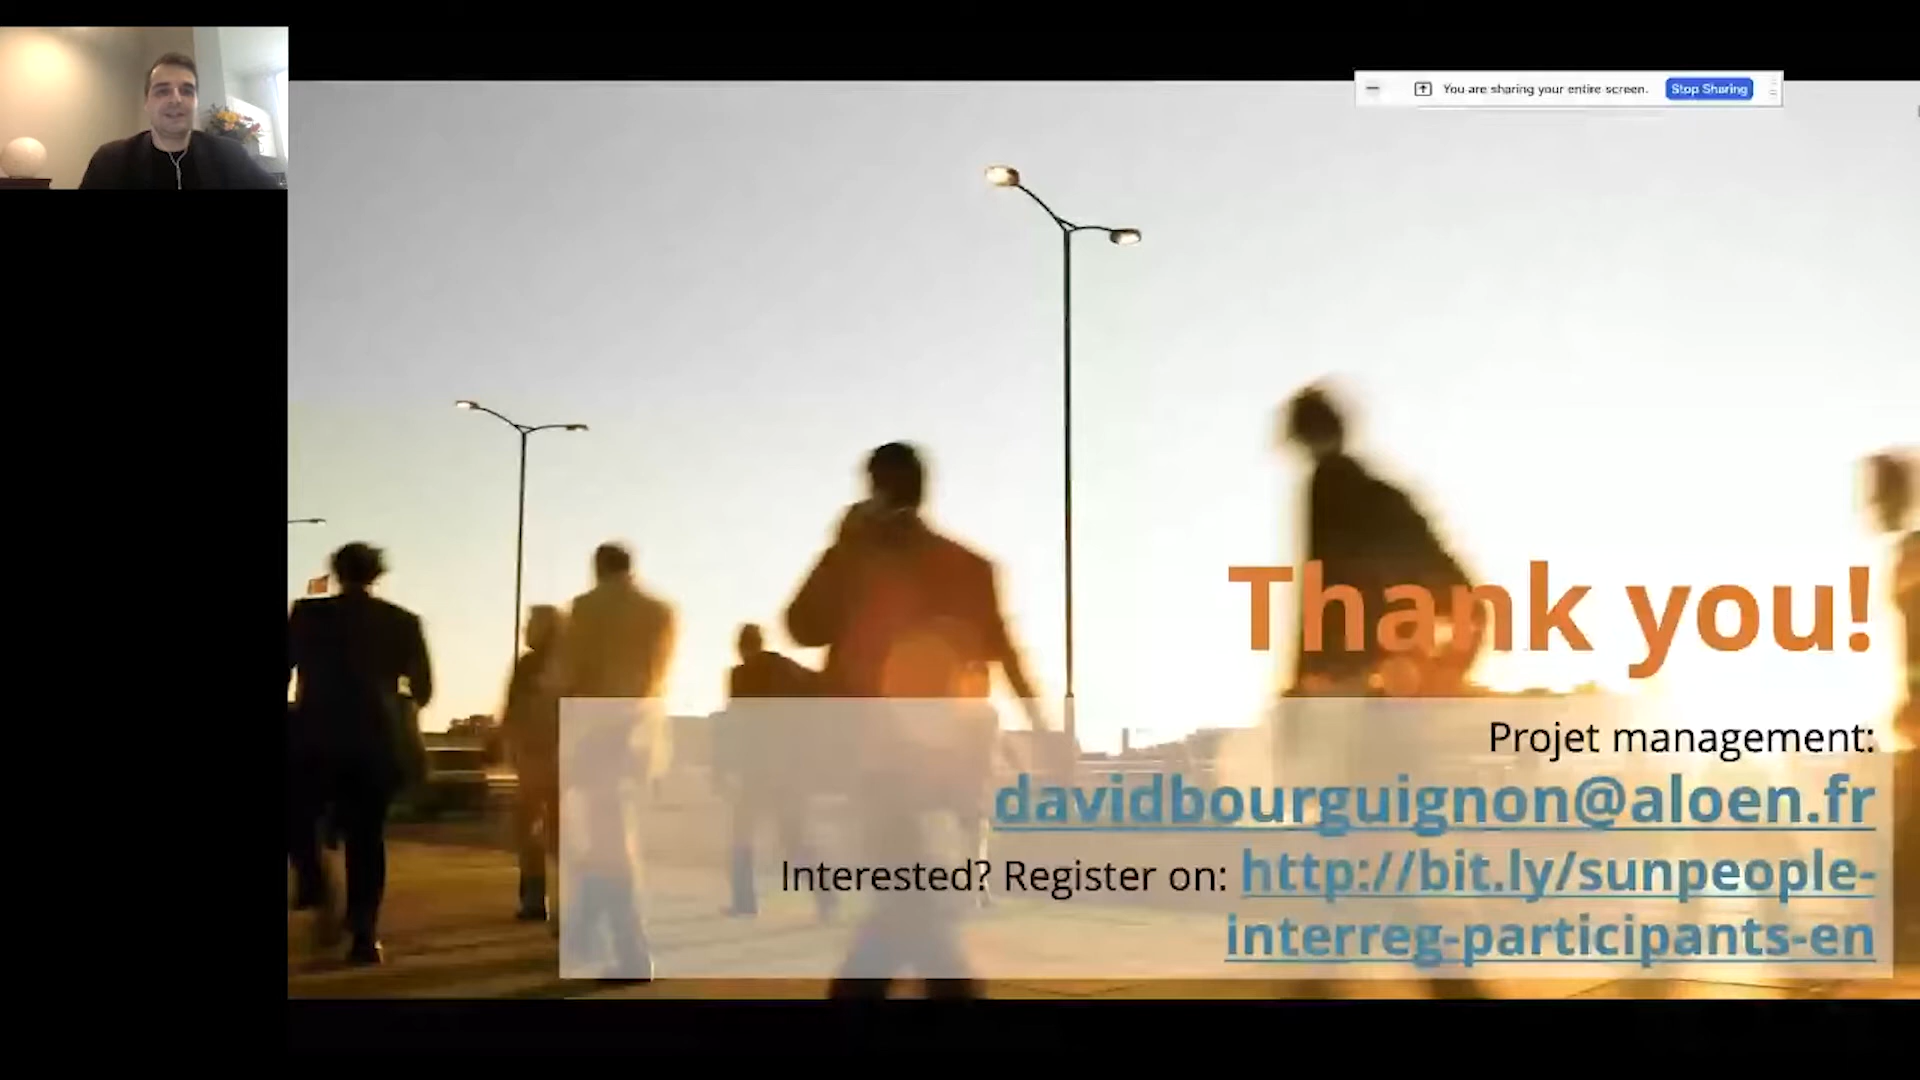 You are sharing your entire screen.
Stop Sharing
Thank you!
Projet management:
davidbourguignon@aloen.fr
Interested? Register on: http://bit.ly/sunpeople-
interreg-participants-en